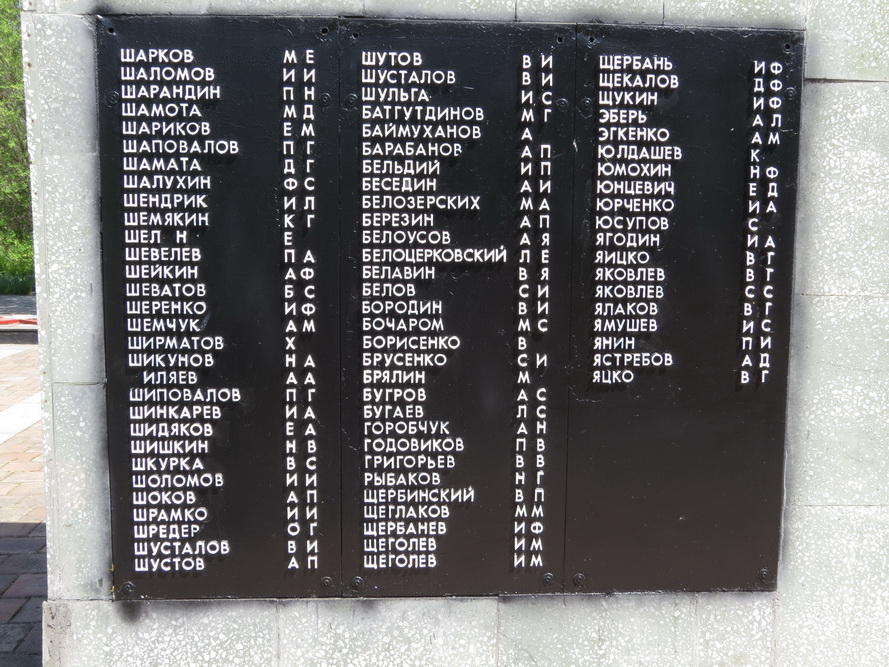 ШАРКОВ М Е
ШАЛОМОВ И И
ШАРАНДИН П Н
ШАМОТА М Д
ШАРИКОВ Е М
ШАПОВАЛОВ П Г
ШАМАТА Д Г
ШАЛУХИН Ф С
ШЕНДРИК И Л
ШЕМЯКИН К Г
ШЕЛ Н Е
ШЕВЕЛЕВ П А
ШЕЙКИН А Ф
ШЕВАТОВ Б С
ШЕРЕНКО И Ф
ШЕМЧУК А М
ШИРМАТОВ Х
ШИКУНОВ Н А
ИЛЯЕВ А Г
ШИПОВАЛОВ П А
ШИНКАРЕВ И А
ШИДЯКОВ Е А
ШИШКИН Н В
ШКУРКА В С
ШОЛОМОВ И И
ШОКОВ А П
ШРАМКО И И
ШРЕДЕР О Г
ШУСТАЛОВ В И
ШУСТОВ А П
ШУТОВ В И
ШУСТАЛОВ В И
ШУЛЬГА И С
БАТГУТДИНОВ М Г
БАЙМУХАНОВ А
БАРАБАНОВ А П
БЕЛЬДИЙ И П
БЕСЕДИН А И
БЕЛОЗЕРСКИХ М А
БЕРЕЗИН А П
БЕЛОУСОВ А Я
БЕЛОЦЕРКОВСКИЙ Л Е
БЕЛАВИН В Я
БЕЛОВ С И
БОРОДИН В И
БОЧАРОМ М С
БОРИСЕНКО В
БРУСЕНКО С И
БРЯЛИН М
БУГРОВ А С
БУГАЕВ Л С
ГОРОБЧУК А Н
ГОДОВИКОВ П В
ГРИГОРЬЕВ В В
РЫБАКОВ Н Г
ЩЕРБИНСКИЙ В П
ЩЕГЛАКОВ М М
ЩЕРБАНЕВ И Ф
ЩЕГОЛЕВ И М
ЩЕГОЛЕВ И М
ЩЕРБАНЬ И Ф
ЩЕКАЛОВ Д Ф
ЩУКИН И Ф
ЭБЕРЬ А Л
ЭГКЕНКО А М
ЮЛДАШЕВ К
ЮМОХИН Н Ф
ЮНЦЕВИЧ Е Д
ЮРЧЕНКО И А
ЮСУПОВ С
ЯГОДИН И А
ЯИЦКО В Г
ЯКОВЛЕВ В Г
ЯКОВЛЕВ С С
ЯЛАКОВ В Г
ЯМУШЕВ И С
ЯНИН П И
ЯСТРЕБОВ А Д
ЯЦКО В Г